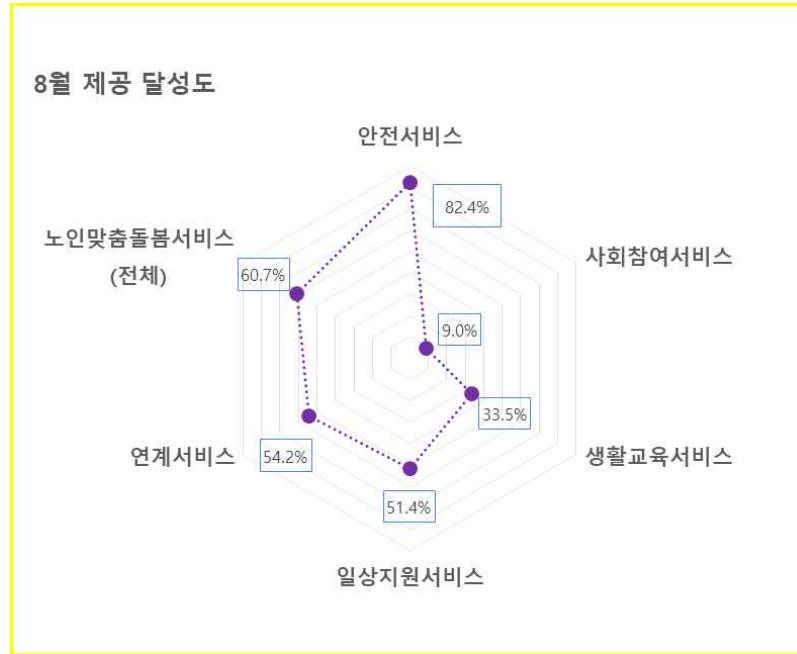 8월 제공 달성도
안전서비스
82.4%
노인맞춤돌봄서비스
(전체)
60.7%
사회참여서비스
9.0%
33.5%
연계서비스
54.2%
생활교육서비스
51.4%
일상지원서비스